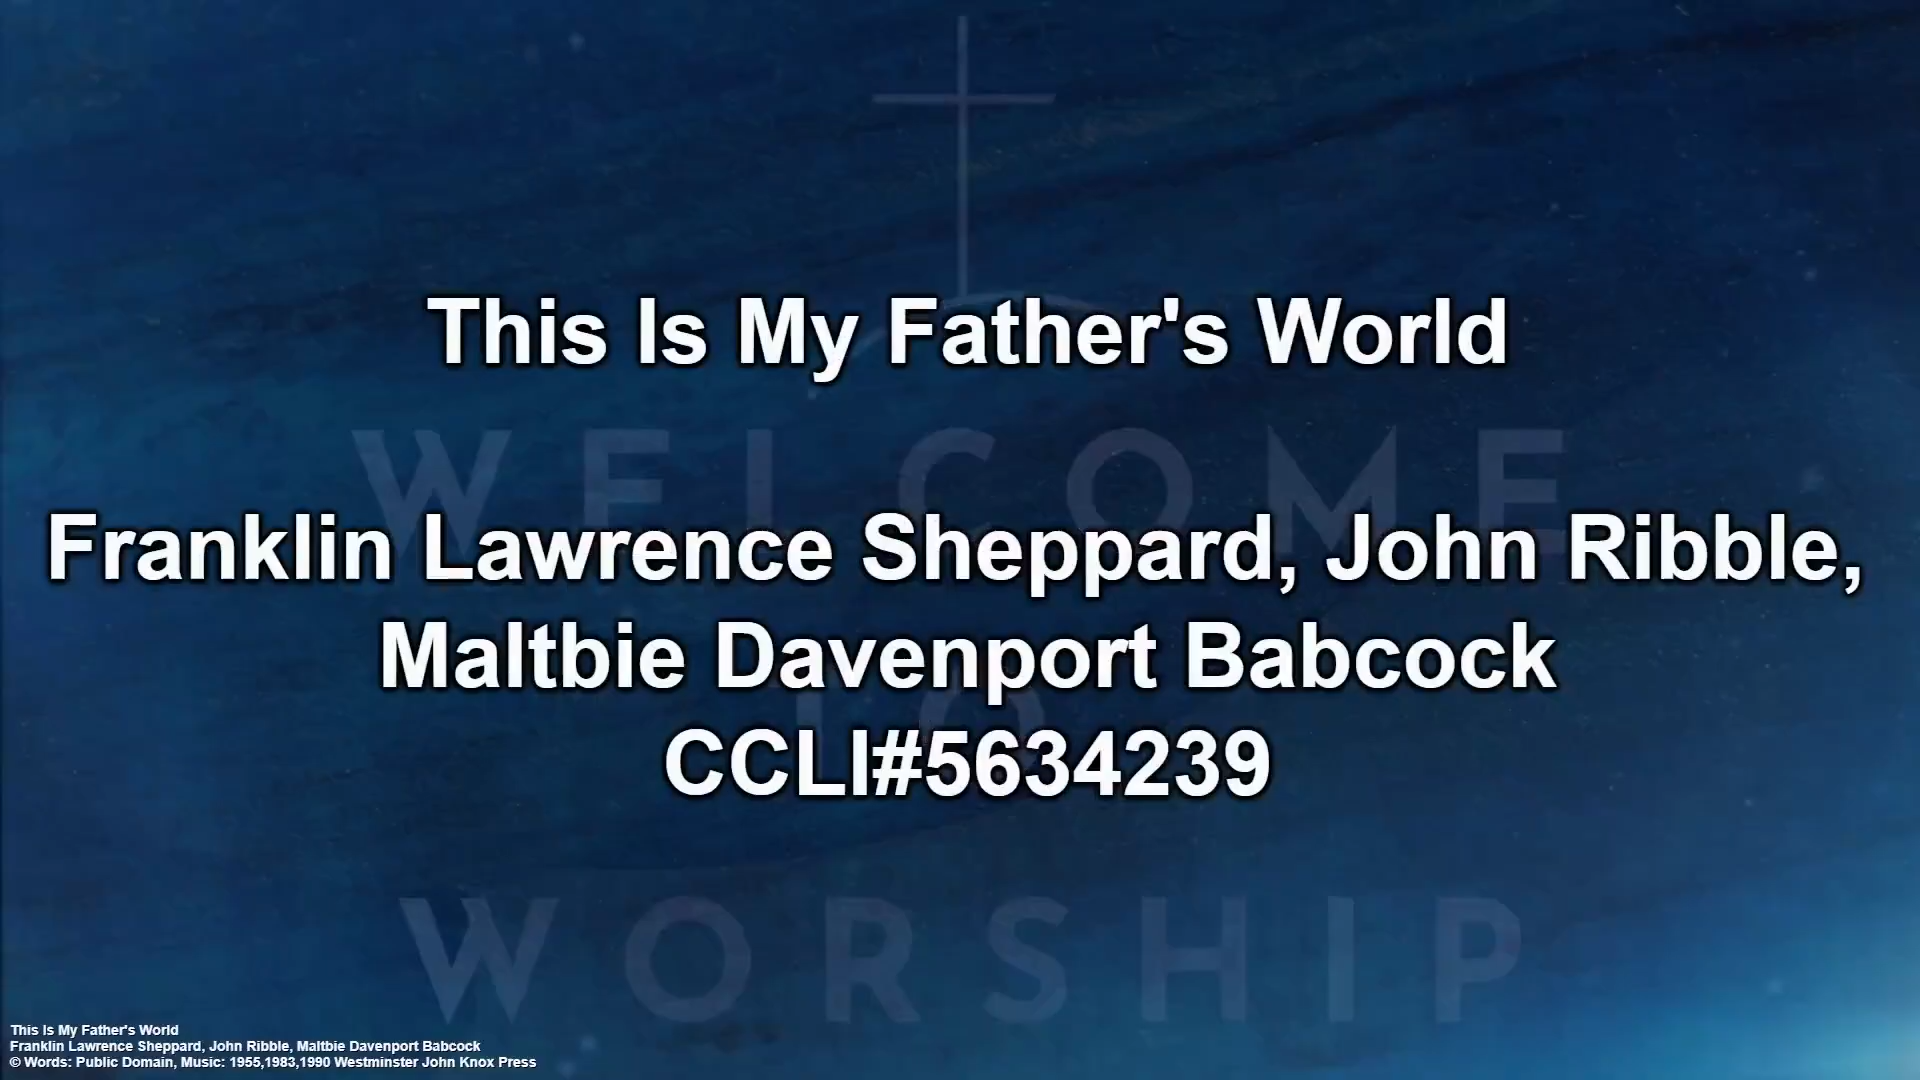 This Is My Father's World
WELCOME
Franklin Lawrence Sheppard, John Ribble,
Maltbie Davenport Babcock
TO
CCLI#5634239
WORSHIP
This Is My Father's World
Franklin Lawrence Sheppard, John Ribble, Maltbie Davenport Babcock
© Words: Public Domain, Music: 1955,1983,1990 Westminster John Knox Press